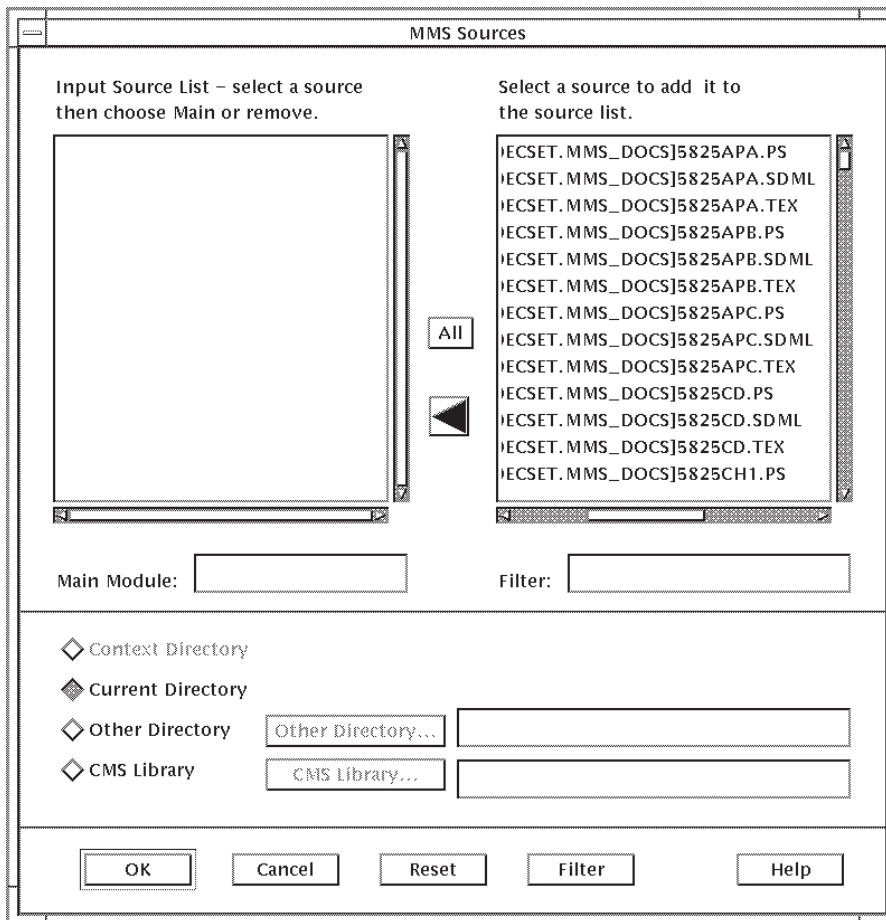 MMS Sources
Input Source List – select a source
then choose Main or remove.
Select a source to add it to
the source list.
ECSET.MMS_DOCS]5825APA.PS
ECSET.MMS_DOCS]5825APA.SDML
ECSET.MMS_DOCS]5825APA.TEX
ECSET.MMS_DOCS]5825APB.PS
ECSET.MMS_DOCS]5825APB.SDML
ECSET.MMS_DOCS]5825APB.TEX
ECSET.MMS_DOCS]5825APC.PS
ECSET.MMS_DOCS]5825APC.SDML
ECSET.MMS_DOCS]5825APC.TEX
ECSET.MMS_DOCS]5825CD.PS
ECSET.MMS_DOCS]5825CD.SDML
ECSET.MMS_DOCS]5825CD.TEX
ECSET.MMS_DOCS]5825CH1.PS
All
Main Module:
Filter:
Context Directory
Current Directory
Other Directory
Other Directory...
CMS Library
CMS Library...
OK
Cancel
Reset
Filter
Help